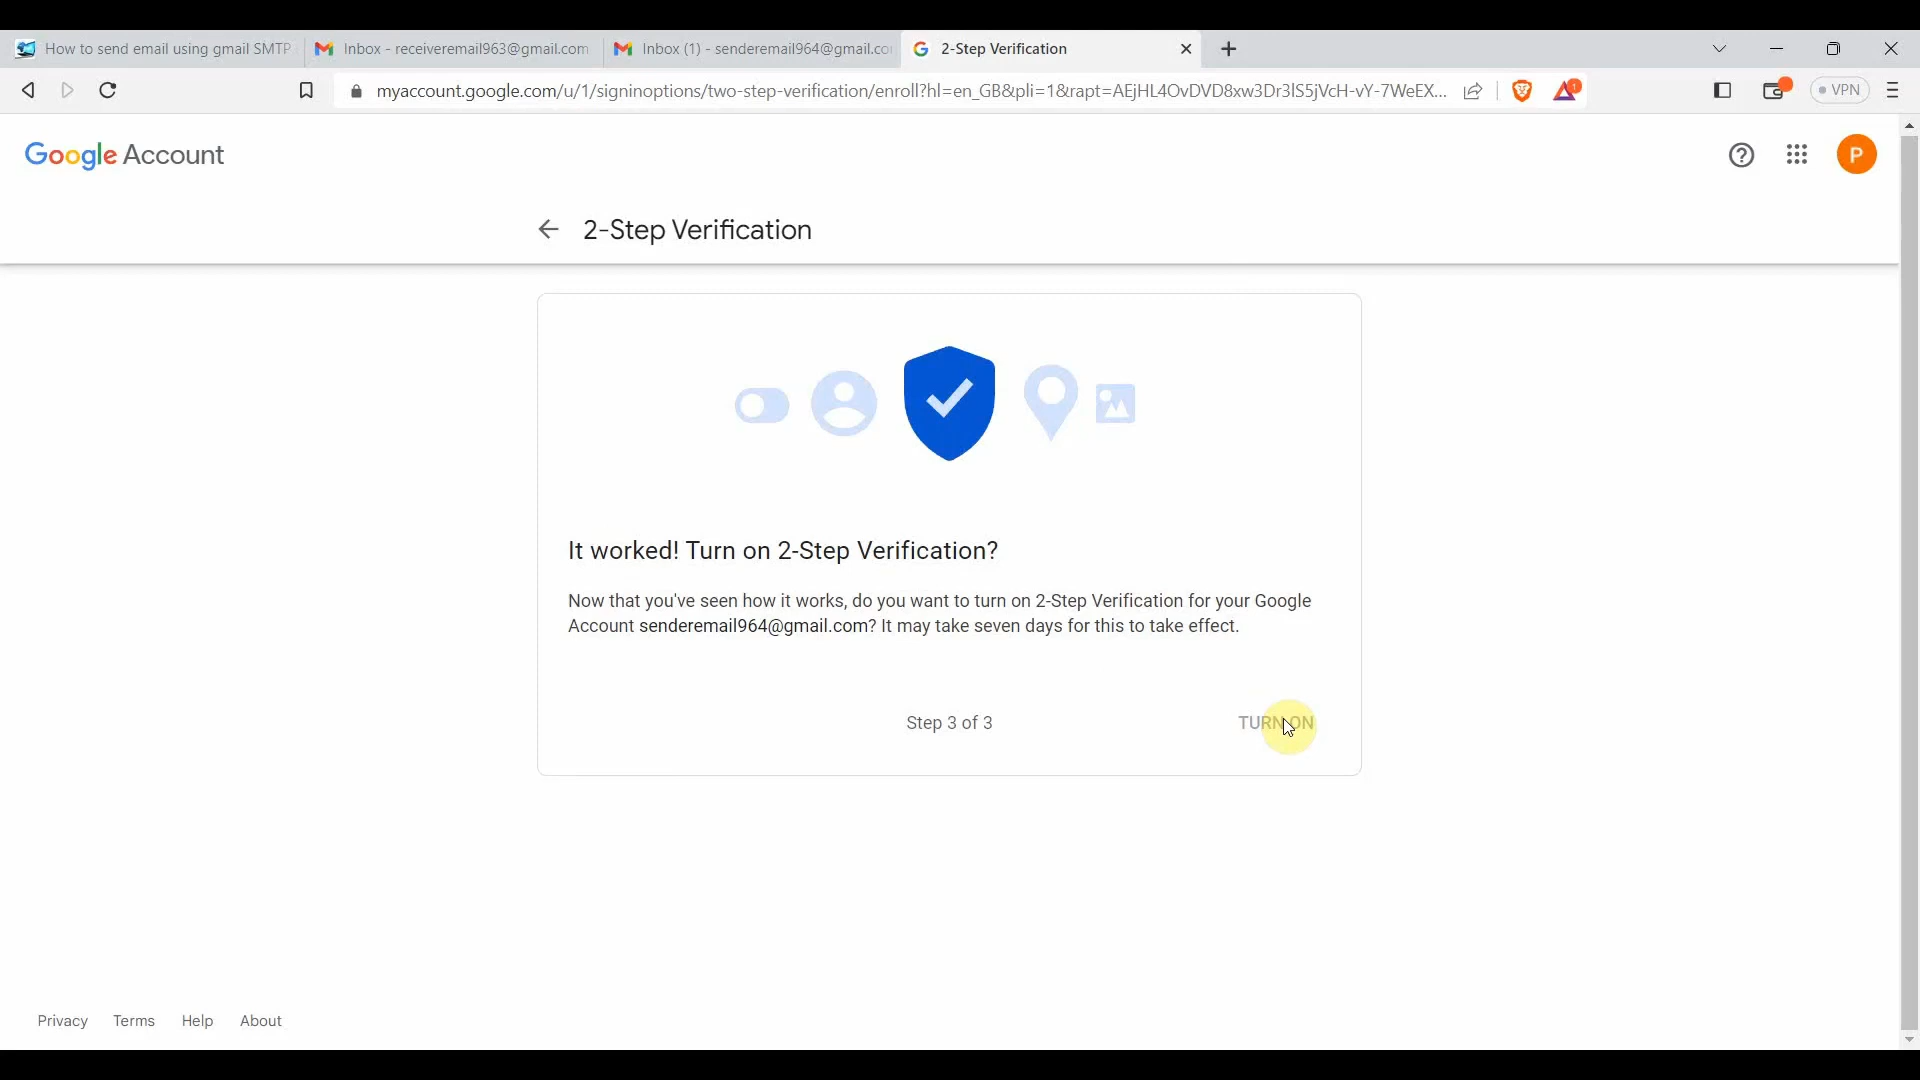 How to send email using gmail SMTP
Inbox - receiveremail963@gmail.com
Inbox (1) - senderemail964@gmail.co
2-Step Verification
myaccount.google.com/u/1/signinoptions/two-step-verification/enroll?hl=en_GB&pli=1&rapt=AEjHL4OvDVD8xw3Dr3lS5jVcH-vY-7WeEX...
1
VPN
Google Account
P
2-Step Verification
It worked! Turn on 2-Step Verification?
Now that you've seen how it works, do you want to turn on 2-Step Verification for your Google
Account senderemail964@gmail.com? It may take seven days for this to take effect.
Step 3 of 3
TURN ON
Privacy Terms Help About